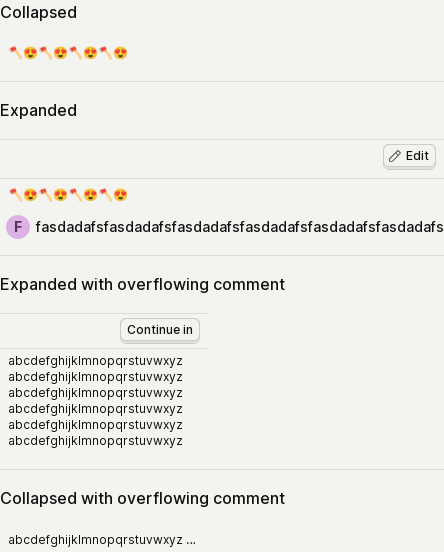 Collapsed
🪓😍🪓😍🪓😍🪓😍
Expanded
Edit
🪓😍🪓😍🪓😍🪓😍
F fasdadafsfasdadafsfasdadafsfasdadafsfasdadafsfasdadafs
Expanded with overflowing comment
Continue in
abcdefghijklmnopqrstuvwxyz
abcdefghijklmnopqrstuvwxyz
abcdefghijklmnopqrstuvwxyz
abcdefghijklmnopqrstuvwxyz
abcdefghijklmnopqrstuvwxyz
abcdefghijklmnopqrstuvwxyz
Collapsed with overflowing comment
abcdefghijklmnopqrstuvwxyz ...